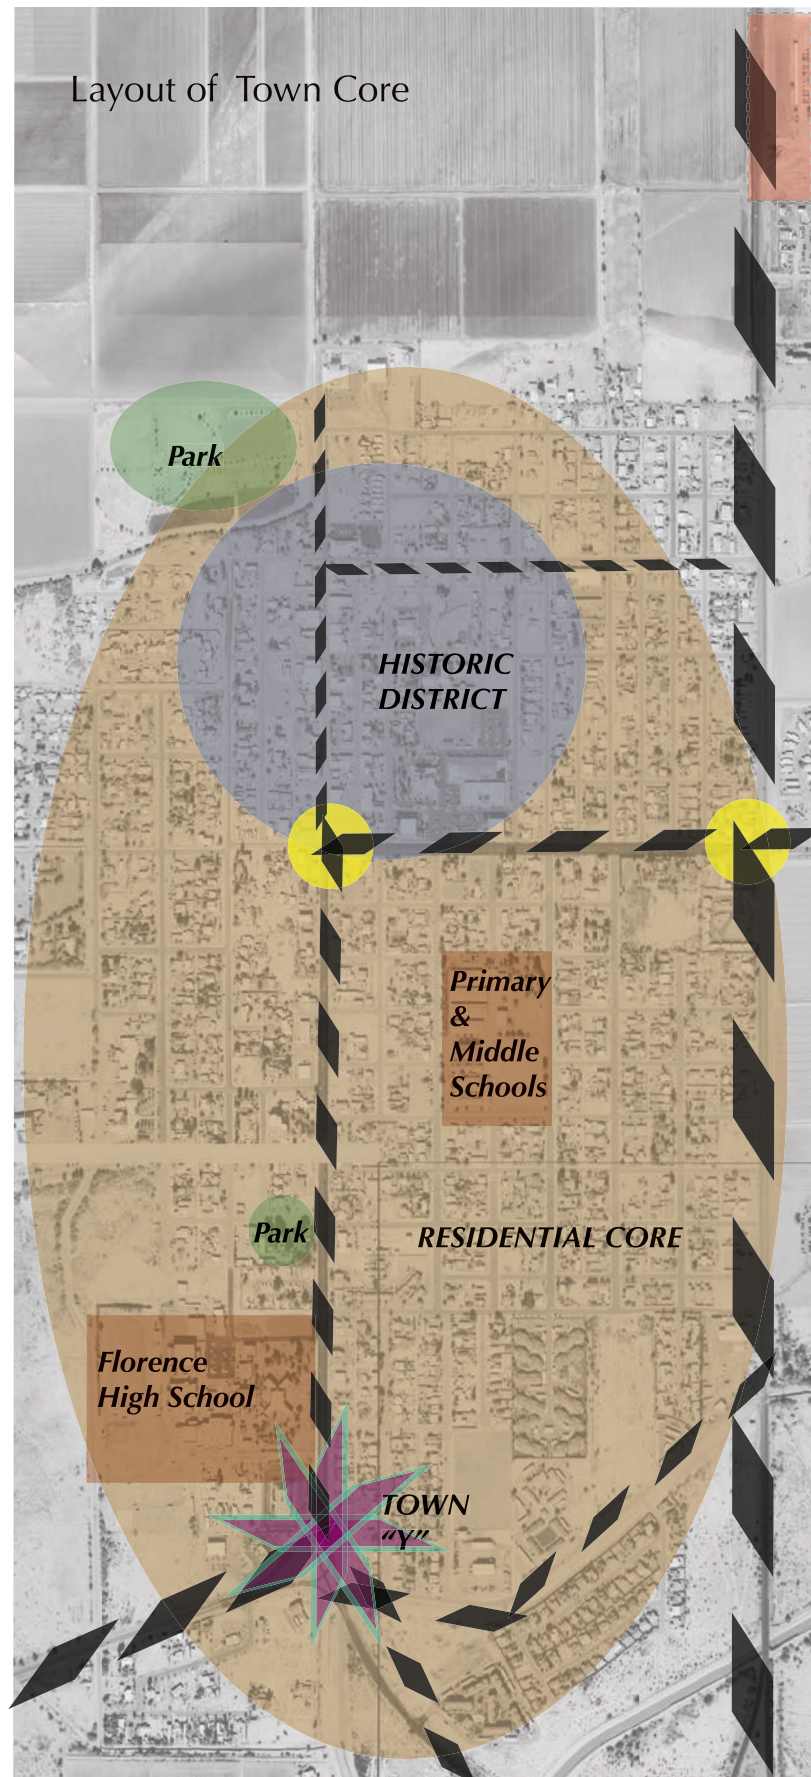 Layout of Town Core
Park
HISTORIC
DISTRICT
Primary
&
Middle
Schools
Park
RESIDENTIAL CORE
Florence
High School
TOWN
“Y”